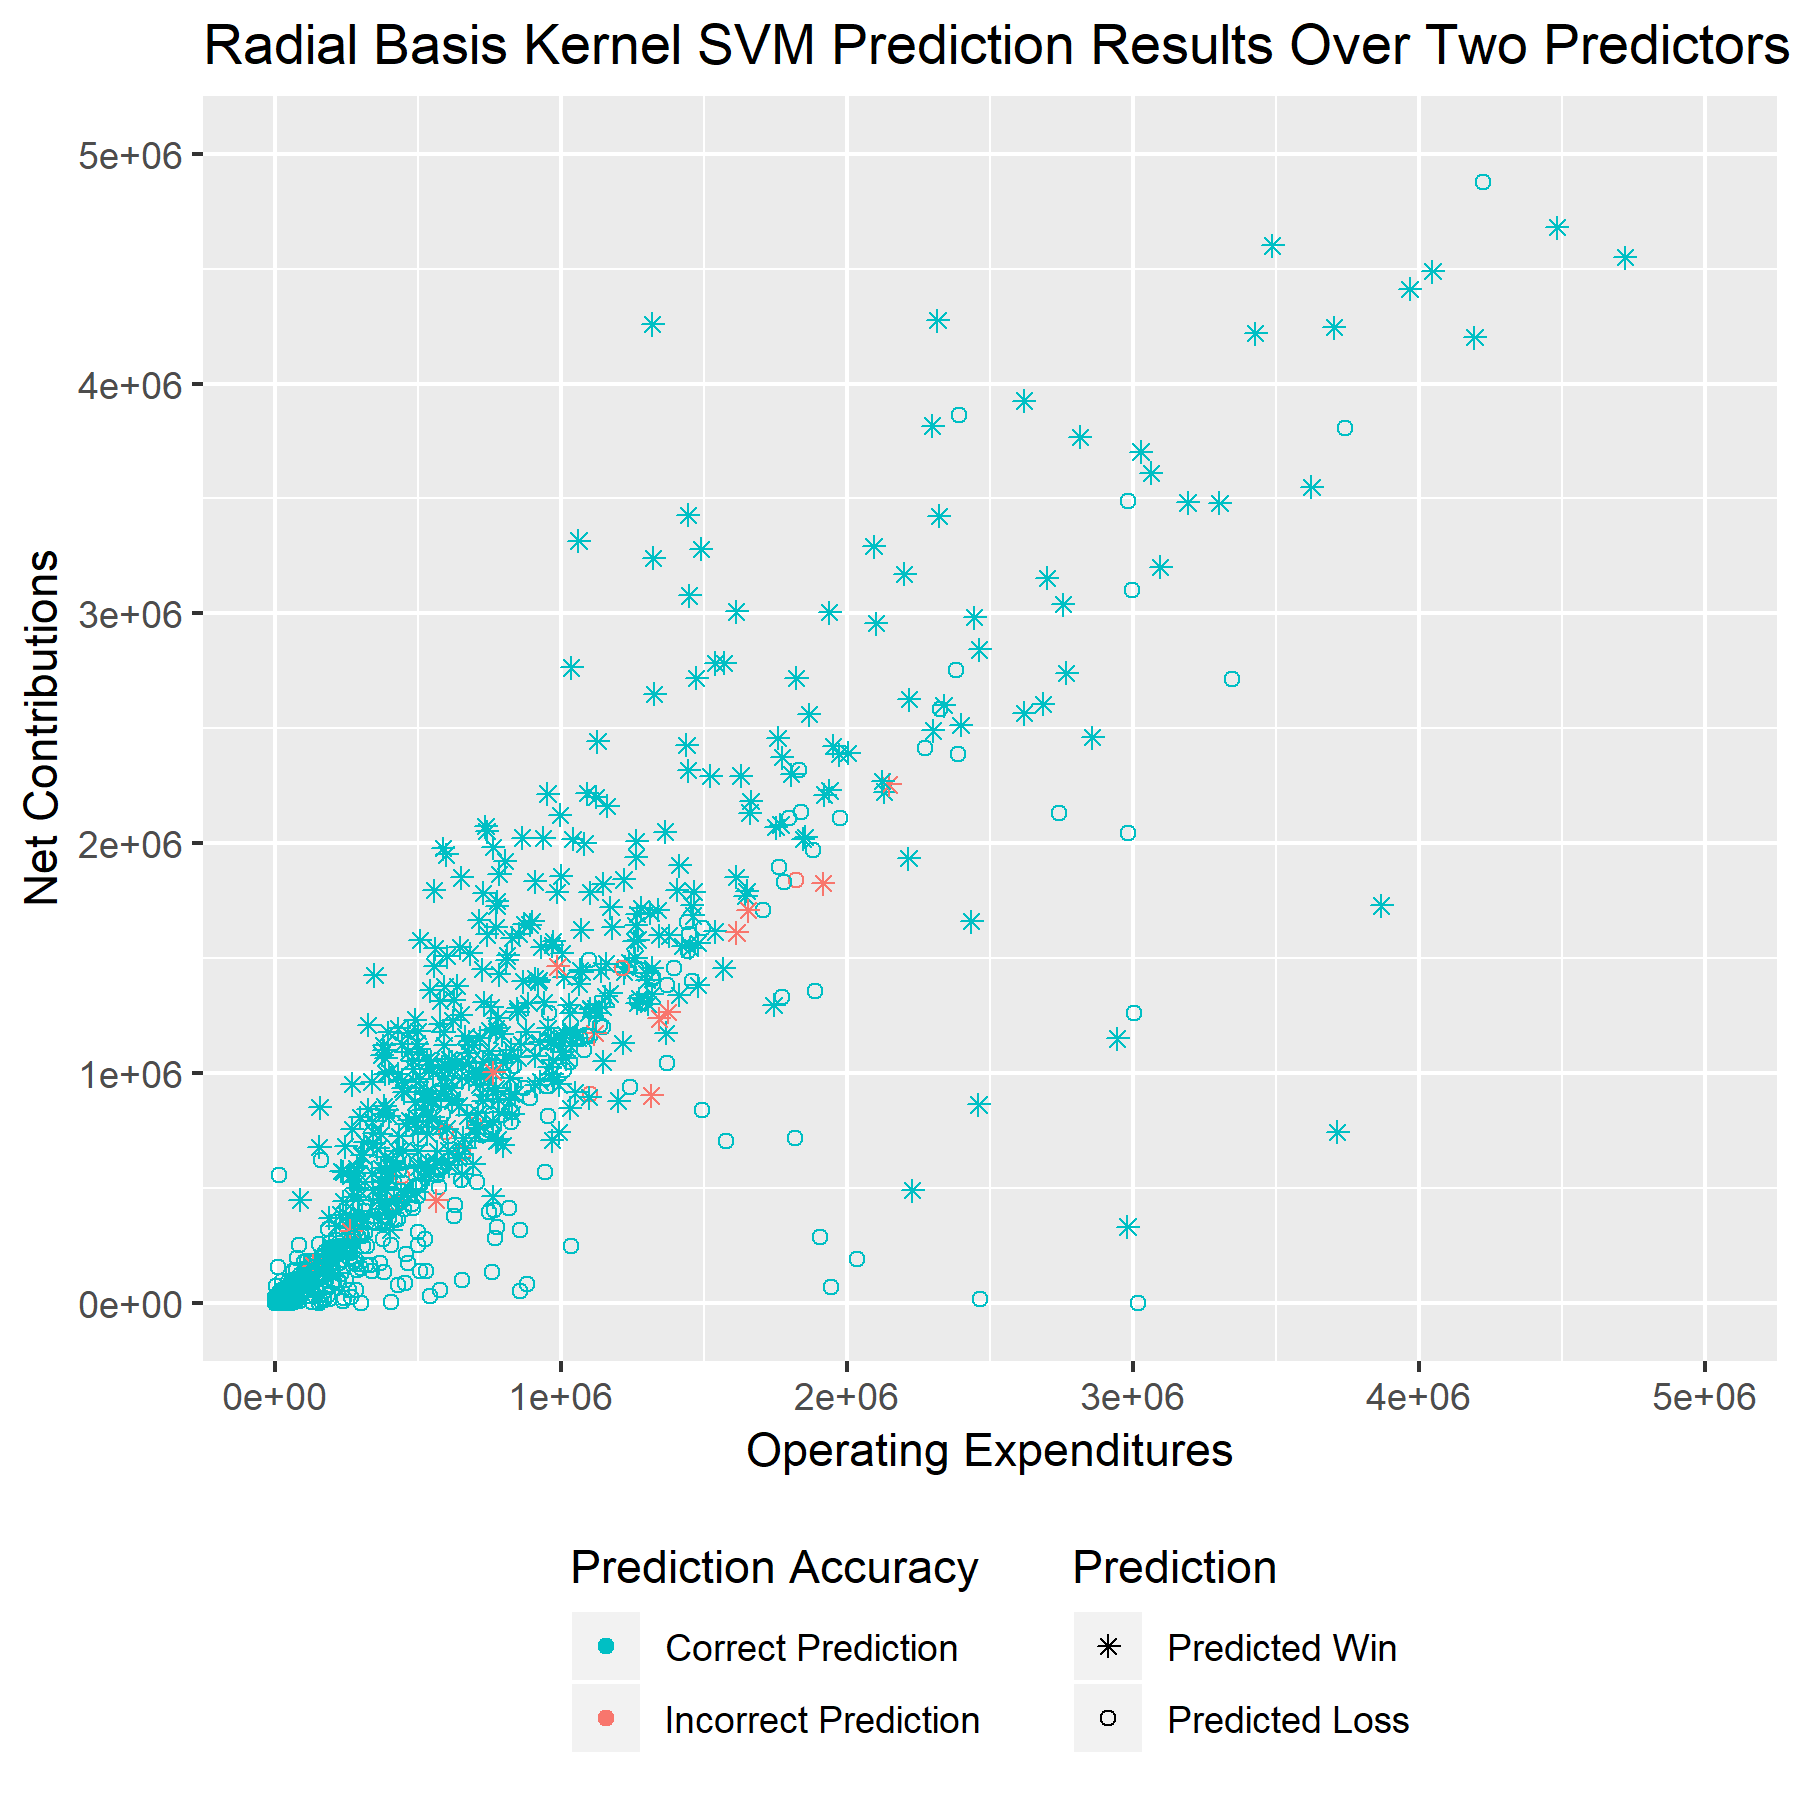 Radial Basis Kernel SVM Prediction Results Over Two Predictors
5e+06
4e+06
3e+06
2e+06
1e+06
0e+00
Net Contributions
0e+00 1e+06 2e+06 3e+06 4e+06 5e+06
Operating Expenditures
Prediction Accuracy
Correct Prediction
Incorrect Prediction
Prediction
Predicted Win
Predicted Loss